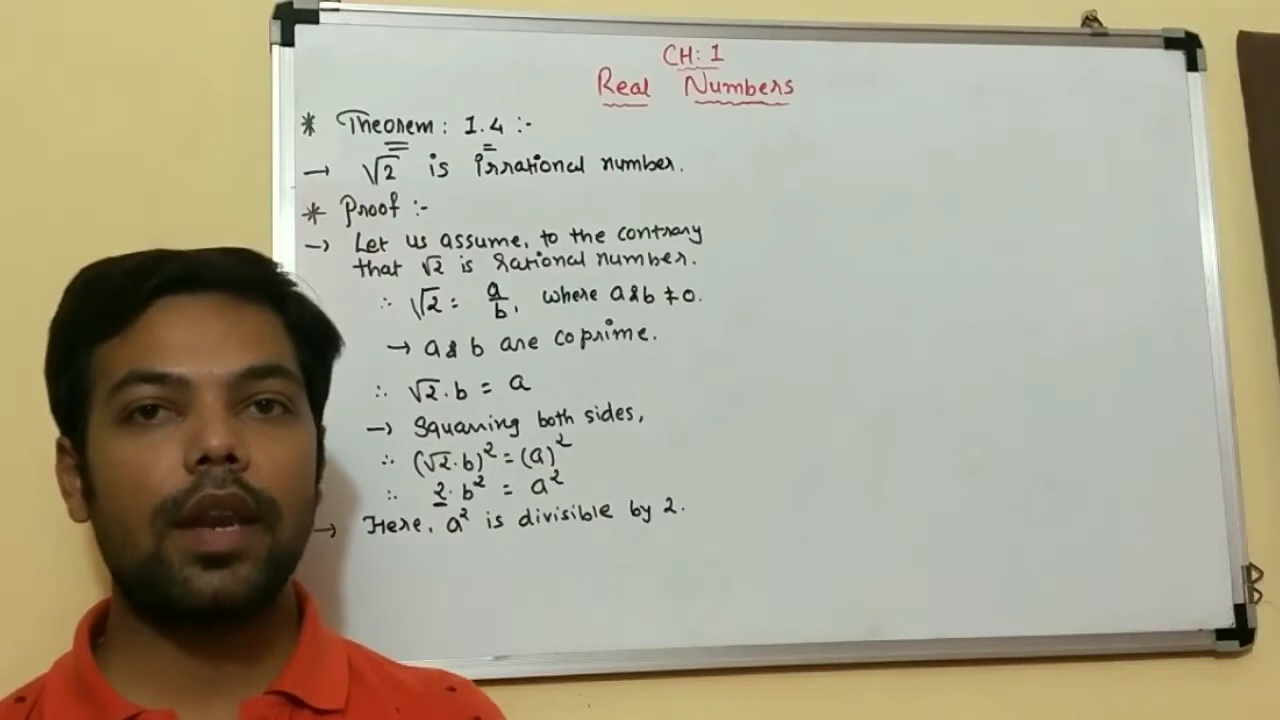 CH: 1
Real Numbers
* Theorem: 1.4 :-
→ √2 is irrational number.
* Proof :-
→ Let us assume, to the contrary
that √2 is rational number.
∴ √2 = a/b, where a & b ≠ 0.
→ a & b are coprime.
∴ √2 · b = a
→ Squaring both sides,
∴ (√2 · b)² = (a)²
∴ 2 · b² = a²
→ Here, a² is divisible by 2.